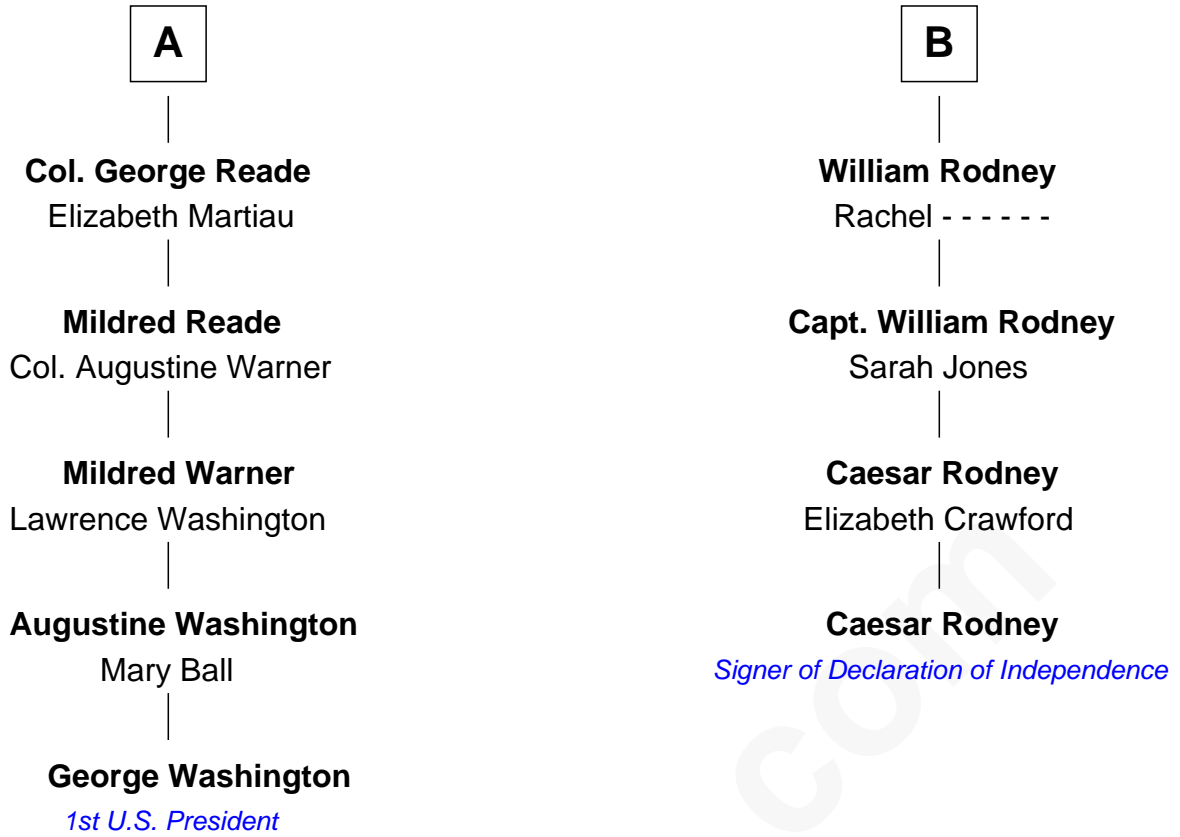 A
Col. George Reade
Elizabeth Martiau
Mildred Reade
Col. Augustine Warner
Mildred Warner
Lawrence Washington
Augustine Washington
Mary Ball
George Washington
1st U.S. President
B
William Rodney
Rachel - - - - - -
Capt. William Rodney
Sarah Jones
Caesar Rodney
Elizabeth Crawford
Caesar Rodney
Signer of Declaration of Independence
com